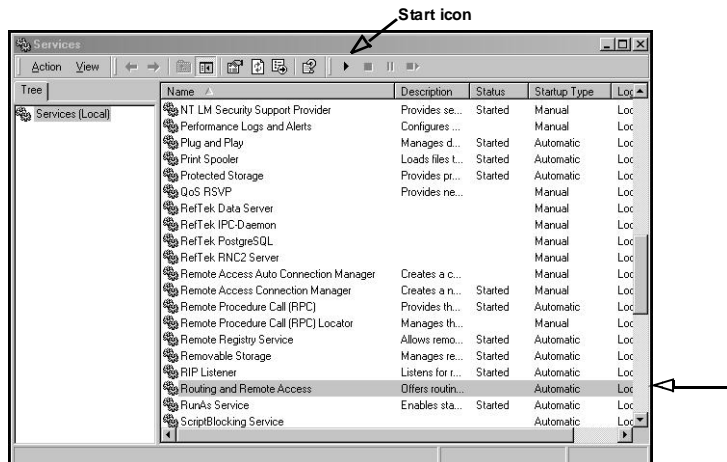 Start icon
Services
Action View
Tree
Services (Local)
Name Description Status Startup Type Log
NT LM Security Support Provider Provides se... Started Manual Loc
Performance Logs and Alerts Configures ... Manual Loc
Plug and Play Manages d... Started Automatic Loc
Print Spooler Loads files t... Started Automatic Loc
Protected Storage Provides pr... Started Automatic Loc
QoS RSVP Provides ne... Manual Loc
RefTek Data Server Manual Loc
RefTek IPC-Daemon Manual Loc
RefTek PostgreSQL Manual Loc
RefTek RNC2 Server Manual Loc
Remote Access Auto Connection Manager Creates a c... Manual Loc
Remote Access Connection Manager Creates a n... Started Manual Loc
Remote Procedure Call (RPC) Provides th... Started Automatic Loc
Remote Procedure Call (RPC) Locator Manages th... Manual Loc
Remote Registry Service Allows remo... Started Automatic Loc
Removable Storage Manages re... Started Automatic Loc
RIP Listener Listens for r... Started Automatic Loc
Routing and Remote Access Offers routin... Automatic Loc
RunAs Service Enables sta... Started Automatic Loc
ScriptBlocking Service Automatic Loc